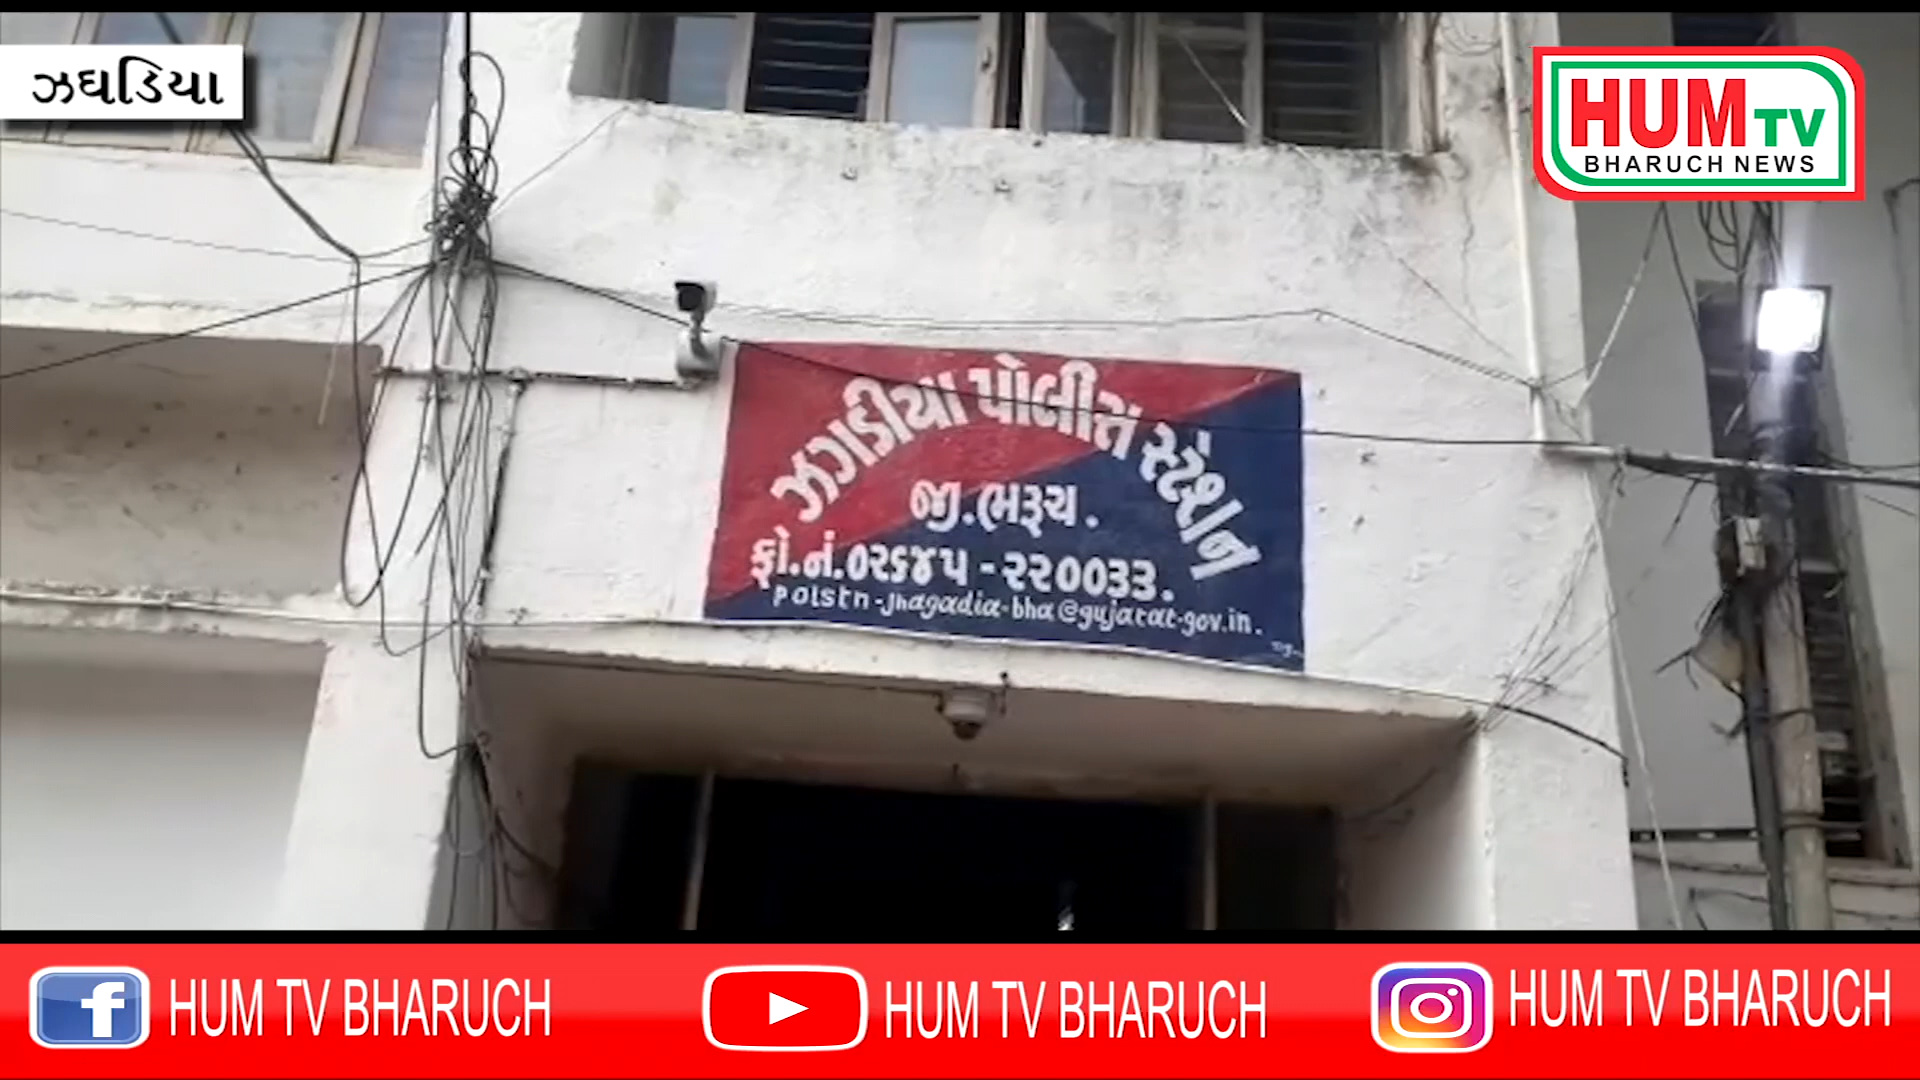 ઝઘડિયા
HUM TV
BHARUCH NEWS
ઝગડીયા પોલીસ સ્ટેશન
જી.ભરૂચ.
ફો.નં.૦૨૬૪૫-૨૨૦૦૩૩.
polstn-jhagadia-bha@gujarat.gov.in.
HUM TV BHARUCH
HUM TV BHARUCH
HUM TV BHARUCH